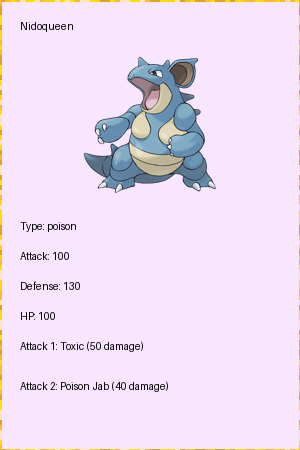 Nidoqueen
Type: poison
Attack: 100
Defense: 130
HP: 100
Attack 1: Toxic (50 damage)
Attack 2: Poison Jab (40 damage)